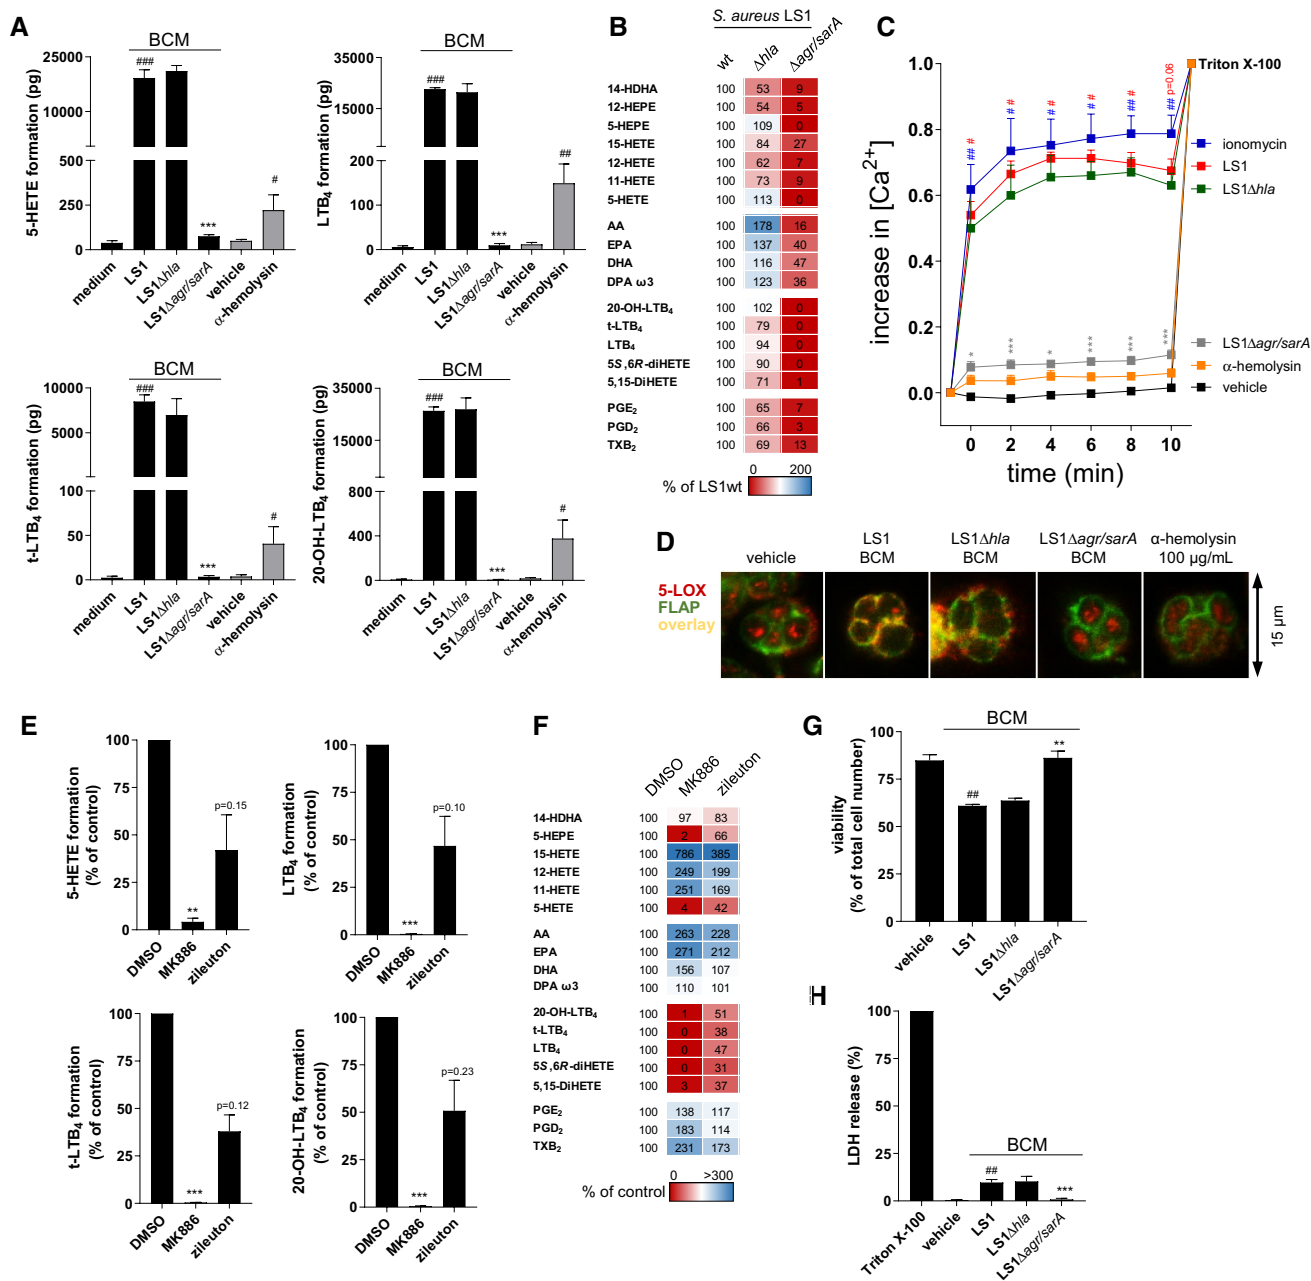 A
BCM
###
25000
10000
500
250
0
5-HETE formation (pg)
***
#
medium
LS1
LS1Δhla
LS1Δagr/sarA
vehicle
α-hemolysin
BCM
###
35000
15000
200
100
0
LTB4 formation (pg)
***
##
medium
LS1
LS1Δhla
LS1Δagr/sarA
vehicle
α-hemolysin
BCM
###
10000
5000
100
50
0
t-LTB4 formation (pg)
***
#
medium
LS1
LS1Δhla
LS1Δagr/sarA
vehicle
α-hemolysin
BCM
###
35000
15000
800
400
0
20-OH-LTB4 formation (pg)
***
#
medium
LS1
LS1Δhla
LS1Δagr/sarA
vehicle
α-hemolysin
B
S. aureus LS1
wt Δhla Δagr/sarA
14-HDHA 100 53 9
12-HEPE 100 54 5
5-HEPE 100 109 0
15-HETE 100 84 27
12-HETE 100 62 7
11-HETE 100 73 9
5-HETE 100 113 0
AA 100 178 16
EPA 100 137 40
DHA 100 116 47
DPA ω3 100 123 36
20-OH-LTB4 100 102 0
t-LTB4 100 79 0
LTB4 100 94 0
5S,6R-diHETE 100 90 0
5,15-DiHETE 100 71 1
PGE2 100 65 7
PGD2 100 66 3
TXB2 100 69 13
0 200
% of LS1wt
C
1.0
0.8
0.6
0.4
0.2
0.0
increase in [Ca2+]
## #
# #
# #
# #
## #
## p=0.06
* *** * *** *** ***
0 2 4 6 8 10
time (min)
Triton X-100
ionomycin
LS1
LS1Δhla
LS1Δagr/sarA
α-hemolysin
vehicle
D
5-LOX
FLAP
overlay
vehicle
LS1
BCM
LS1Δhla
BCM
LS1Δagr/sarA
BCM
α-hemolysin
100 µg/mL
15 µm
E
100
75
50
25
0
5-HETE formation
(% of control)
**
p=0.15
DMSO
MK886
zileuton
100
75
50
25
0
LTB4 formation
(% of control)
***
p=0.10
DMSO
MK886
zileuton
100
75
50
25
0
t-LTB4 formation
(% of control)
***
p=0.12
DMSO
MK886
zileuton
100
75
50
25
0
20-OH-LTB4 formation
(% of control)
***
p=0.23
DMSO
MK886
zileuton
F
DMSO MK886 zileuton
14-HDHA 100 97 83
5-HEPE 100 2 66
15-HETE 100 786 385
12-HETE 100 249 199
11-HETE 100 251 169
5-HETE 100 4 42
AA 100 263 228
EPA 100 271 212
DHA 100 156 107
DPA ω3 100 110 101
20-OH-LTB4 100 1 51
t-LTB4 100 0 38
LTB4 100 0 47
5S,6R-diHETE 100 0 31
5,15-DiHETE 100 3 37
PGE2 100 138 117
PGD2 100 183 114
TXB2 100 231 173
0 >300
% of control
G
BCM
100
75
50
25
0
viability
(% of total cell number)
##
**
vehicle
LS1
LS1Δhla
LS1Δagr/sarA
H
100
50
25
0
LDH release (%)
BCM
##
***
Triton X-100
vehicle
LS1
LS1Δhla
LS1Δagr/sarA